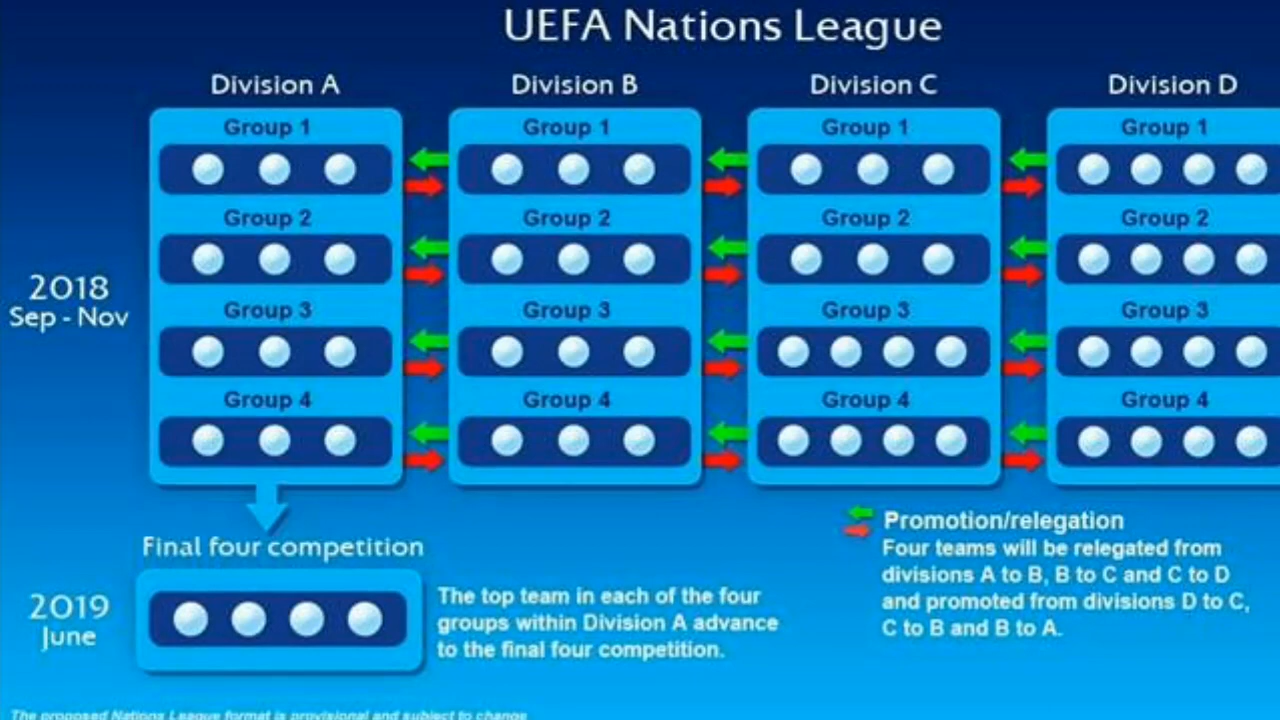 UEFA Nations League
Division A
Division B
Division C
Division D
Group 1
Group 1
Group 1
Group 1
Group 2
Group 2
Group 2
Group 2
2018
Sep - Nov
Group 3
Group 3
Group 3
Group 3
Group 4
Group 4
Group 4
Group 4
Final four competition
2019
June
The top team in each of the four
groups within Division A advance
to the final four competition.
Promotion/relegation
Four teams will be relegated from
divisions A to B, B to C and C to D
and promoted from divisions D to C,
C to B and B to A.
The proposed Nations League format is provisional and subject to change